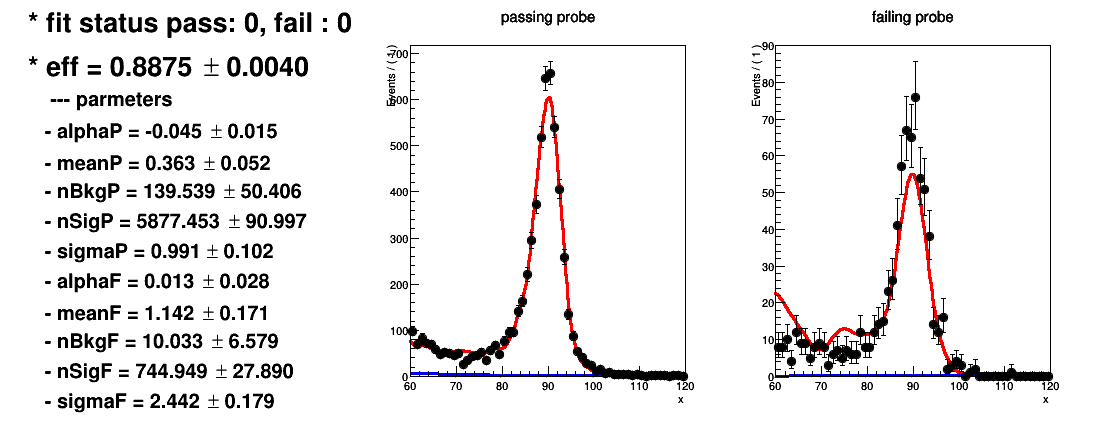 * fit status pass: 0, fail : 0
* eff = 0.8875 ± 0.0040
--- parmeters
- alphaP = -0.045 ± 0.015
- meanP = 0.363 ± 0.052
- nBkgP = 139.539 ± 50.406
- nSigP = 5877.453 ± 90.997
- sigmaP = 0.991 ± 0.102
- alphaF = 0.013 ± 0.028
- meanF = 1.142 ± 0.171
- nBkgF = 10.033 ± 6.579
- nSigF = 744.949 ± 27.890
- sigmaF = 2.442 ± 0.179
passing probe
Events / ( 1 )
700
600
500
400
300
200
100
0
60 70 80 90 100 110 120
x
failing probe
Events / ( 1 )
90
80
70
60
50
40
30
20
10
0
60 70 80 90 100 110 120
x